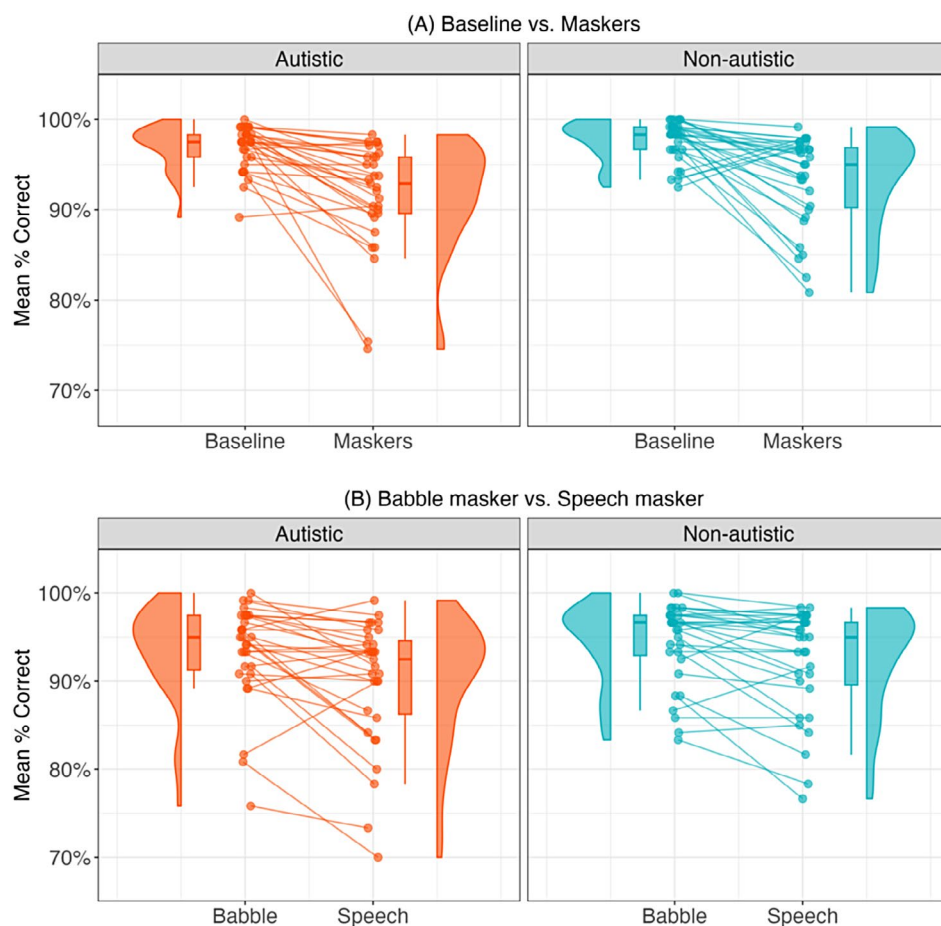 (A) Baseline vs. Maskers
Autistic
Non-autistic
Mean % Correct
100%
90%
80%
70%
Baseline
Maskers
Baseline
Maskers
(B) Babble masker vs. Speech masker
Autistic
Non-autistic
Mean % Correct
100%
90%
80%
70%
Babble
Speech
Babble
Speech